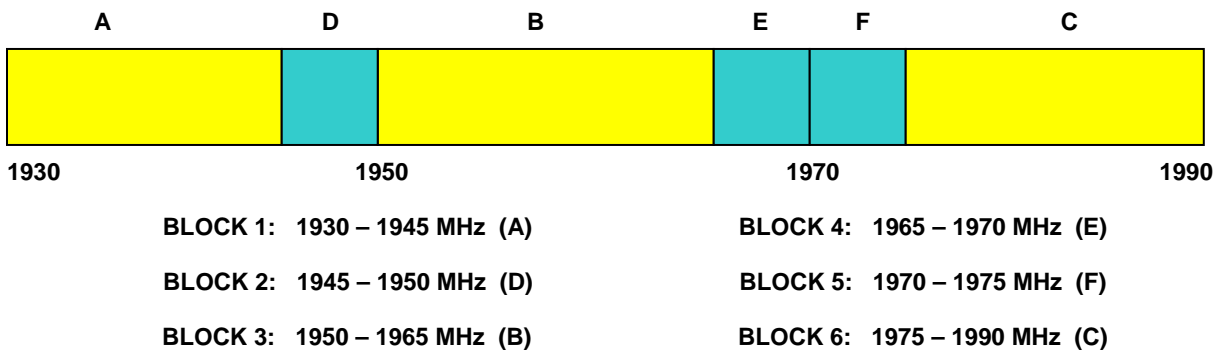 A D B E F C
1930 1950 1970 1990
BLOCK 1: 1930 – 1945 MHz (A) BLOCK 4: 1965 – 1970 MHz (E)
BLOCK 2: 1945 – 1950 MHz (D) BLOCK 5: 1970 – 1975 MHz (F)
BLOCK 3: 1950 – 1965 MHz (B) BLOCK 6: 1975 – 1990 MHz (C)